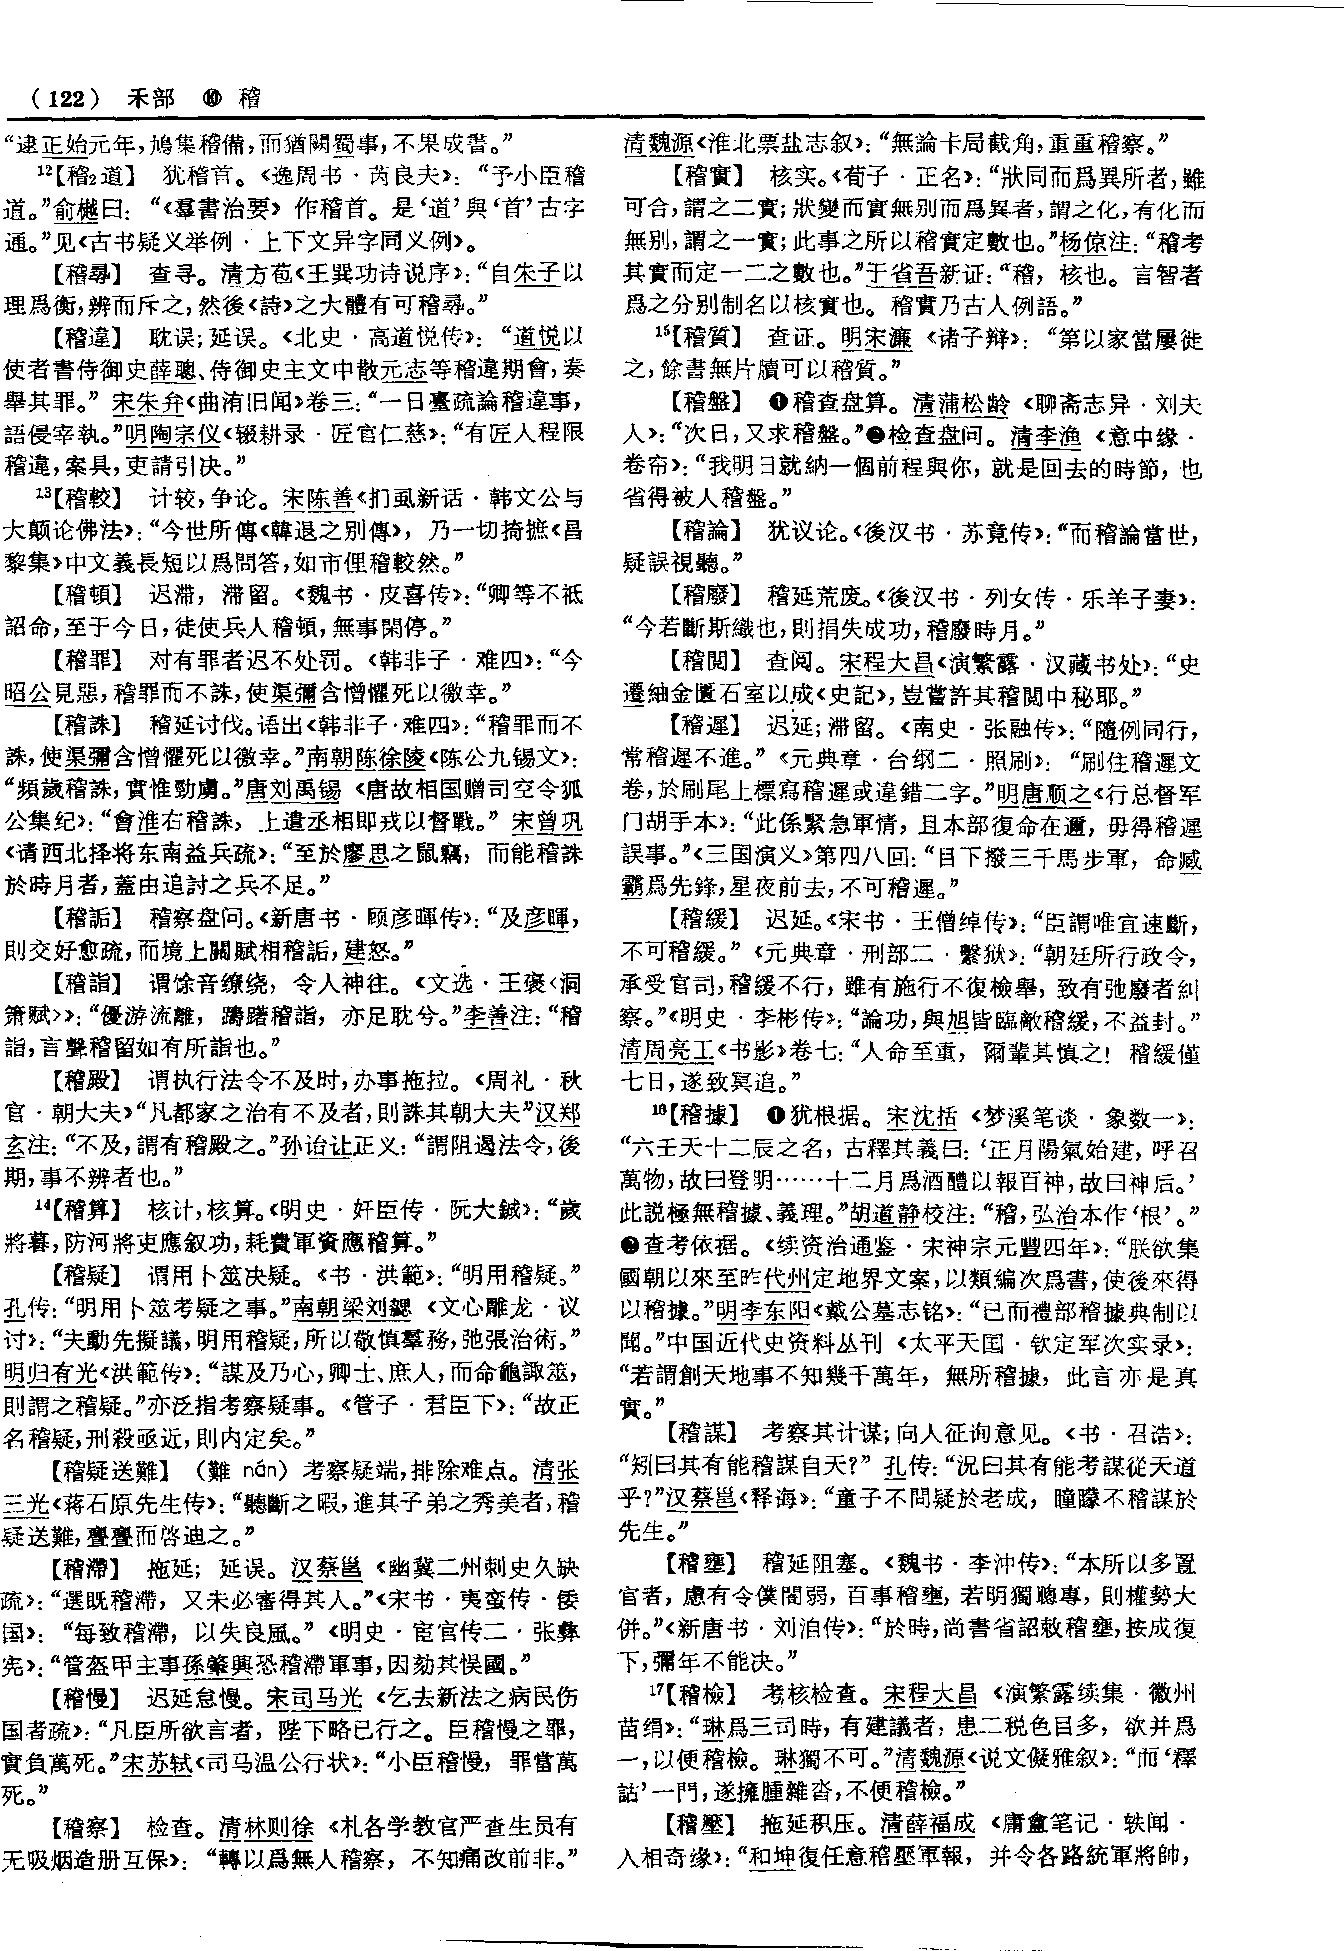 （122） 禾部 ⑩ 稽
“逮正始元年，鳩集稽備，而猶闕蜀事，不果成書。”
12【稽2道】 犹稽首。《逸周书·芮良夫》：“予小臣稽
道。”俞樾曰：“《羣書治要》作稽首。是‘道’與‘首’古字
通。”见《古书疑义举例·上下文异字同义例》。
【稽尋】 查寻。清方苞《王巽功诗说序》：“自朱子以
理爲衡，辨而斥之，然後《詩》之大體有可稽尋。”
【稽違】 耽误；延误。《北史·高道悦传》：“道悦以
使者書侍御史薛聰、侍御史主文中散元志等稽違期會，奏
舉其罪。”宋朱弁《曲洧旧闻》卷三：“一日臺疏論稽違事，
語侵宰執。”明陶宗仪《辍耕录·匠官仁慈》：“有匠人程限
稽違，案具，吏請引决。”
13【稽較】 计较，争论。宋陈善《扪虱新话·韩文公与
大颠论佛法》：“今世所傳《韓退之别傳》，乃一切掎摭《昌
黎集》中文義長短以爲問答，如市俚稽較然。”
【稽頓】 迟滞，滞留。《魏书·皮喜传》：“卿等不祇
詔命，至于今日，徒使兵人稽頓，無事閑停。”
【稽罪】 对有罪者迟不处罚。《韩非子·难四》：“今
昭公見惡，稽罪而不誅，使渠彌含憎懼死以徼幸。”
【稽誅】 稽延讨伐。语出《韩非子·难四》：“稽罪而不
誅，使渠彌含憎懼死以徼幸。”南朝陈徐陵《陈公九锡文》：
“頻歲稽誅，實惟勁虜。”唐刘禹锡《唐故相国赠司空令狐
公集纪》：“會淮右稽誅，上遣丞相即戎以督戰。”宋曾巩
《请西北择将东南益兵疏》：“至於廖思之鼠竊，而能稽誅
於時月者，蓋由追討之兵不足。”
【稽詬】 稽察盘问。《新唐书·顾彦暉传》：“及彦暉，
則交好愈疏，而境上關賦相稽詬，建怒。”
【稽詣】 谓馀音缭绕，令人神往。《文选·王褒〈洞
箫赋〉》：“優游流離，躊躇稽詣，亦足耽兮。”李善注：“稽
詣，言聲稽留如有所詣也。”
【稽殿】 谓执行法令不及时，办事拖拉。《周礼·秋
官·朝大夫》“凡都家之治有不及者，則誅其朝大夫”汉郑
玄注：“不及，謂有稽殿之。”孙诒让正义：“謂阻遏法令，後
期，事不辨者也。”
14【稽算】 核计，核算。《明史·奸臣传·阮大鋮》：“歲
將暮，防河將吏應叙功，耗費軍資應稽算。”
【稽疑】 谓用卜筮决疑。《书·洪範》：“明用稽疑。”
孔传：“明用卜筮考疑之事。”南朝梁刘勰《文心雕龙·议
讨》：“夫動先擬議，明用稽疑，所以敬慎羣務，弛張治術。”
明归有光《洪範传》：“謀及乃心，卿士、庶人，而命龜諏筮，
則謂之稽疑。”亦泛指考察疑事。《管子·君臣下》：“故正
名稽疑，刑殺亟近，則内定矣。”
【稽疑送難】（難 nán）考察疑端，排除难点。清张
三光《蒋石原先生传》：“聽斷之暇，進其子弟之秀美者，稽
疑送難，亹亹而啓迪之。”
【稽滯】 拖延；延误。汉蔡邕《幽冀二州刺史久缺
疏》：“選既稽滯，又未必審得其人。”《宋书·夷蛮传·倭
国》：“每致稽滯，以失良風。”《明史·宦官传二·张彝
宪》：“管盔甲主事孫肇興恐稽滯軍事，因劾其悮國。”
【稽慢】 迟延怠慢。宋司马光《乞去新法之病民伤
国者疏》：“凡臣所欲言者，陛下略已行之。臣稽慢之罪，
實負萬死。”宋苏轼《司马温公行状》：“小臣稽慢，罪當萬
死。”
【稽察】 检查。清林则徐《札各学教官严查生员有
无吸烟造册互保》：“轉以爲無人稽察，不知痛改前非。”
清魏源《淮北票盐志叙》：“無論卡局截角，重重稽察。”
【稽實】 核实。《荀子·正名》：“狀同而爲異所者，雖
可合，謂之二實；狀變而實無别而爲異者，謂之化，有化而
無别，謂之一實；此事之所以稽實定數也。”杨倞注：“稽考
其實而定一二之數也。”于省吾新证：“稽，核也。言智者
爲之分别制名以核實也。稽實乃古人例語。”
15【稽質】 查证。明宋濂《诸子辩》：“第以家當屢徙
之，餘書無片牘可以稽質。”
【稽盤】 ❶稽查盘算。清蒲松龄《聊斋志异·刘夫
人》：“次日，又求稽盤。”❷检查盘问。清李渔《意中缘·
卷帘》：“我明日就納一個前程與你，就是回去的時節，也
省得被人稽盤。”
【稽論】 犹议论。《後汉书·苏竟传》：“而稽論當世，
疑誤視聽。”
【稽廢】 稽延荒废。《後汉书·列女传·乐羊子妻》：
“今若斷斯織也，則捐失成功，稽廢時月。”
【稽閲】 查阅。宋程大昌《演繁露·汉藏书处》：“史
遷紬金匱石室以成《史記》，豈嘗許其稽閲中秘耶。”
【稽遲】 迟延；滞留。《南史·张融传》：“隨例同行，
常稽遲不進。”《元典章·台纲二·照刷》：“刷住稽遲文
卷，於刷尾上標寫稽遲或違錯二字。”明唐顺之《行总督军
门胡手本》：“此係緊急軍情，且本部復命在邇，毋得稽遲
誤事。”《三国演义》第四八回：“目下撥三千馬步軍，命臧
霸爲先鋒，星夜前去，不可稽遲。”
【稽緩】 迟延。《宋书·王僧绰传》：“臣謂唯宜速斷，
不可稽緩。”《元典章·刑部二·繫狱》：“朝廷所行政令，
承受官司，稽緩不行，雖有施行不復檢舉，致有弛廢者糾
察。”《明史·李彬传》：“論功，與旭皆臨敵稽緩，不益封。”
清周亮工《书影》卷七：“人命至重，爾輩其慎之！稽緩僅
七日，遂致冥追。”
16【稽據】 ❶犹根据。宋沈括《梦溪笔谈·象数一》：
“六壬天十二辰之名，古釋其義曰：‘正月陽氣始建，呼召
萬物，故曰登明……十二月爲酒醴以報百神，故曰神后。’
此説極無稽據、義理。”胡道静校注：“稽，弘治本作‘根’。”
❷查考依据。《续资治通鉴·宋神宗元豐四年》：“朕欲集
國朝以來至昨代州定地界文案，以類編次爲書，使後來得
以稽據。”明李东阳《戴公墓志铭》：“已而禮部稽據典制以
聞。”中国近代史资料丛刊《太平天国·钦定军次实录》：
“若謂創天地事不知幾千萬年，無所稽據，此言亦是真
實。”
【稽謀】 考察其计谋；向人征询意见。《书·召浩》：
“矧曰其有能稽謀自天？”孔传：“況曰其有能考謀從天道
乎？”汉蔡邕《释海》：“童子不問疑於老成，瞳矇不稽謀於
先生。”
【稽壅】 稽延阻塞。《魏书·李冲传》：“本所以多置
官者，慮有令僕闇弱，百事稽壅，若明獨聰專，則權勢大
併。”《新唐书·刘洎传》：“於時，尚書省詔敕稽壅，按成復
下，彌年不能决。”
17【稽檢】 考核检查。宋程大昌《演繁露续集·徽州
苗绢》：“琳爲三司時，有建議者，患二税色目多，欲并爲
一，以便稽檢。琳獨不可。”清魏源《说文儗雅叙》：“而‘釋
詁’一門，遂擁腫雜沓，不便稽檢。”
【稽壓】 拖延积压。清薛福成《庸盦笔记·轶闻·
入相奇缘》：“和坤復任意稽壓軍報，并令各路統軍將帥，